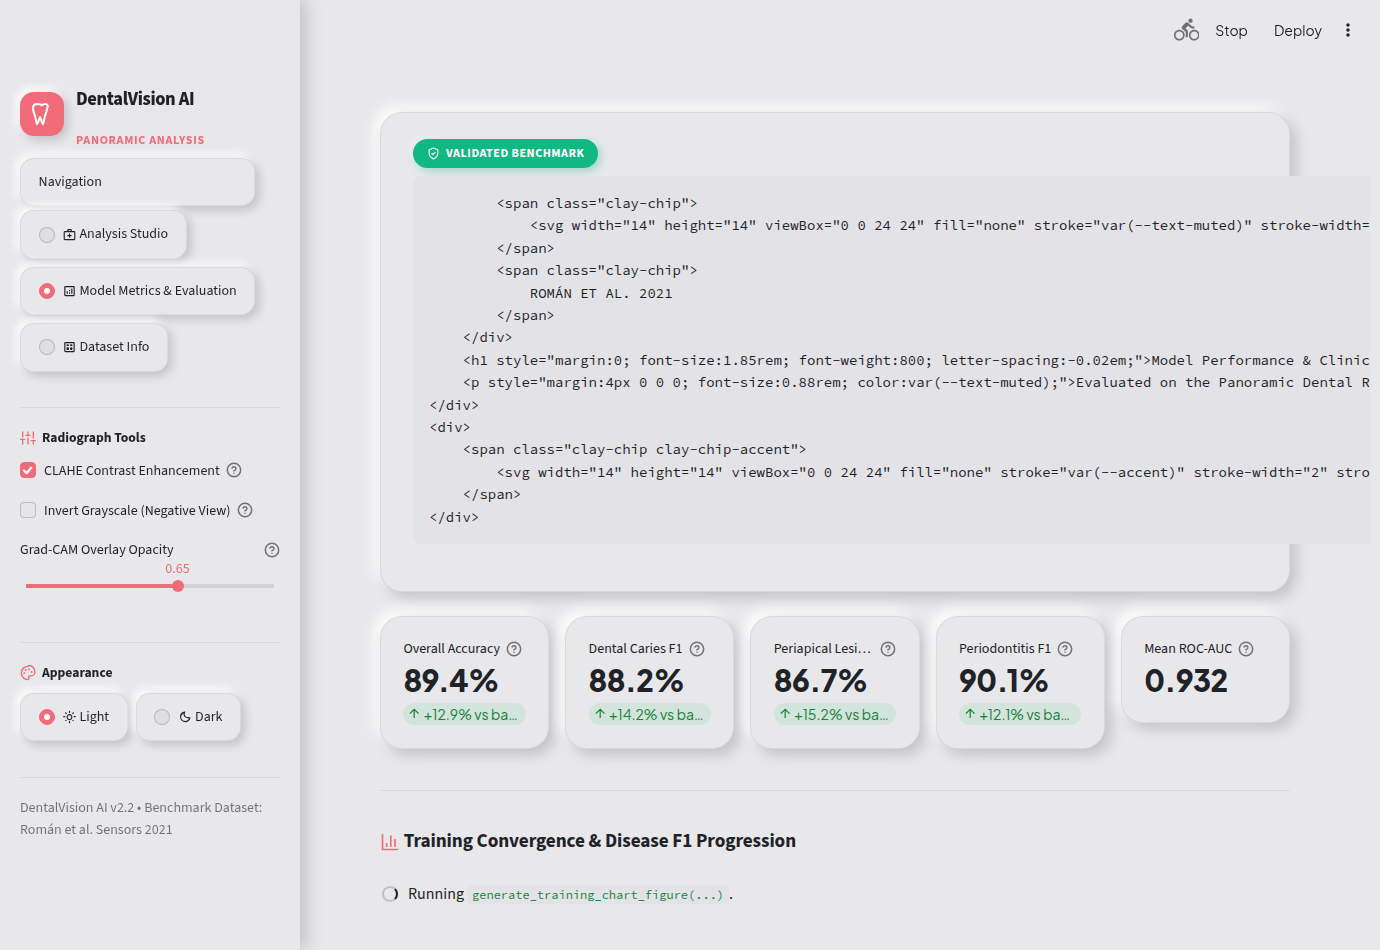 Stop
Deploy
DentalVision AI
PANORAMIC ANALYSIS
Navigation
Analysis Studio
Model Metrics & Evaluation
Dataset Info
Radiograph Tools
CLAHE Contrast Enhancement
Invert Grayscale (Negative View)
Grad-CAM Overlay Opacity
0.65
Appearance
Light
Dark
DentalVision AI v2.2 • Benchmark Dataset:
Román et al. Sensors 2021
VALIDATED BENCHMARK
<span class="clay-chip">
<svg width="14" height="14" viewBox="0 0 24 24" fill="none" stroke="var(--text-muted)" stroke-width=
</span>
<span class="clay-chip">
ROMÁN ET AL. 2021
</span>
</div>
<h1 style="margin:0; font-size:1.85rem; font-weight:800; letter-spacing:-0.02em;">Model Performance & Clinic
<p style="margin:4px 0 0 0; font-size:0.88rem; color:var(--text-muted);">Evaluated on the Panoramic Dental R
</div>
<div>
<span class="clay-chip clay-chip-accent">
<svg width="14" height="14" viewBox="0 0 24 24" fill="none" stroke="var(--accent)" stroke-width="2" stro
</span>
</div>
Overall Accuracy
89.4%
+12.9% vs ba...
Dental Caries F1
88.2%
+14.2% vs ba...
Periapical Lesi...
86.7%
+15.2% vs ba...
Periodontitis F1
90.1%
+12.1% vs ba...
Mean ROC-AUC
0.932
Training Convergence & Disease F1 Progression
Running generate_training_chart_figure(...) .